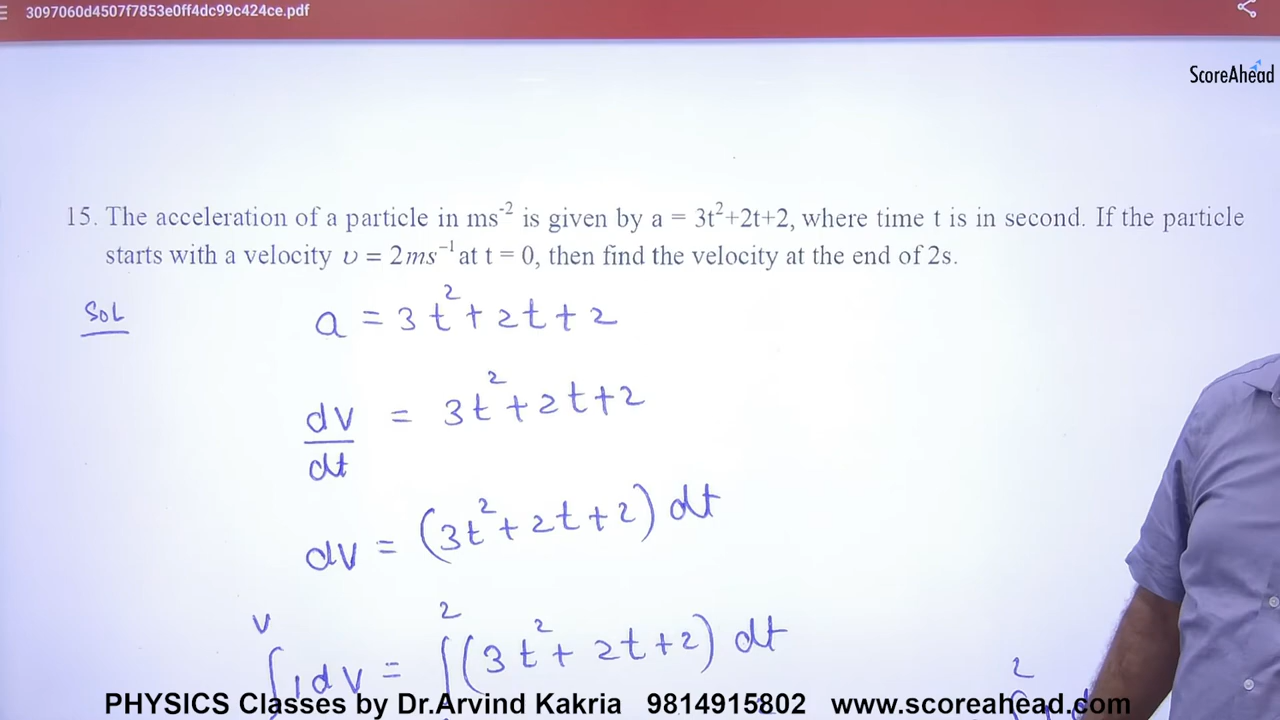 3097060d4507f7853e0ff4dc99c424ce.pdf
ScoreAhead
15. The acceleration of a particle in ms⁻² is given by a = 3t²+2t+2, where time t is in second. If the particle
starts with a velocity υ = 2ms⁻¹ at t = 0, then find the velocity at the end of 2s.
Sol
a = 3t²+2t+2
dv/dt = 3t²+2t+2
dv = (3t²+2t+2) dt
∫^v 1dv = ∫^2 (3t²+2t+2) dt
2
PHYSICS Classes by Dr.Arvind Kakria 9814915802 www.scoreahead.com